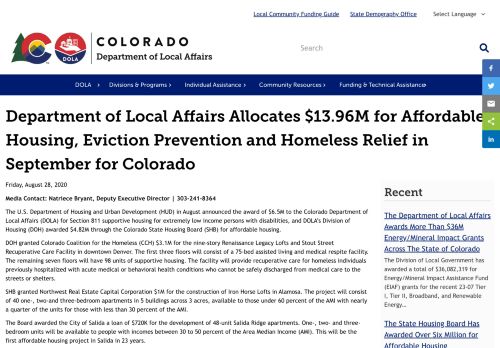 Local Community Funding Guide State Demography Office Select Language
COLORADO
Department of Local Affairs
DOLA
Search
DOLA Divisions & Programs Individual Assistance Community Resources Funding & Technical Assistance
Department of Local Affairs Allocates $13.96M for Affordable
Housing, Eviction Prevention and Homeless Relief in
September for Colorado
Friday, August 28, 2020
Media Contact: Natriece Bryant, Deputy Executive Director | 303-241-8364
The U.S. Department of Housing and Urban Development (HUD) in August announced the award of $6.5M to the Colorado Department of
Local Affairs (DOLA) for Section 811 supportive housing for extremely low income persons with disabilities, and DOLA's Division of
Housing (DOH) awarded $4.82M through the Colorado State Housing Board (SHB) for affordable housing.
DOH granted Colorado Coalition for the Homeless (CCH) $3.1M for the nine-story Renaissance Legacy Lofts and Stout Street
Recuperative Care Facility in downtown Denver. The first three floors will consist of a 75-bed assisted living and medical respite facility.
The remaining seven floors will have 98 units of supportive housing. The facility will provide recuperative care for homeless individuals
previously hospitalized with acute medical or behavioral health conditions who cannot be safely discharged from medical care to the
streets or shelters.
SHB granted Northwest Real Estate Capital Corporation $1M for the construction of Iron Horse Lofts in Alamosa. The project will consist
of 40 one-, two-and three-bedroom apartments in 5 buildings across 3 acres, available to those under 60 percent of the AMI with nearly
a quarter of the units for those with less than 30 percent of the AMI.
The Board awarded the City of Salida a loan of $720K for the development of 48-unit Salida Ridge apartments. One-, two- and three-
bedroom units will be available to people with incomes between 30 to 50 percent of the Area Median Income (AMI). This will be the
first affordable housing project in Salida in 23 years.
Recent
The Department of Local Affairs
Awards More Than $36M
Energy/Mineral Impact Grants
Across The State of Colorado
The Division of Local Government has
awarded a total of $36,082,319 for
Energy/Mineral Impact Assistance Fund
(EIAF) grants for the recent 23-07 Tier
I, Tier II, Broadband, and Renewable
Energy...
The State Housing Board Has
Awarded Over Six Million for
Affordable Housing